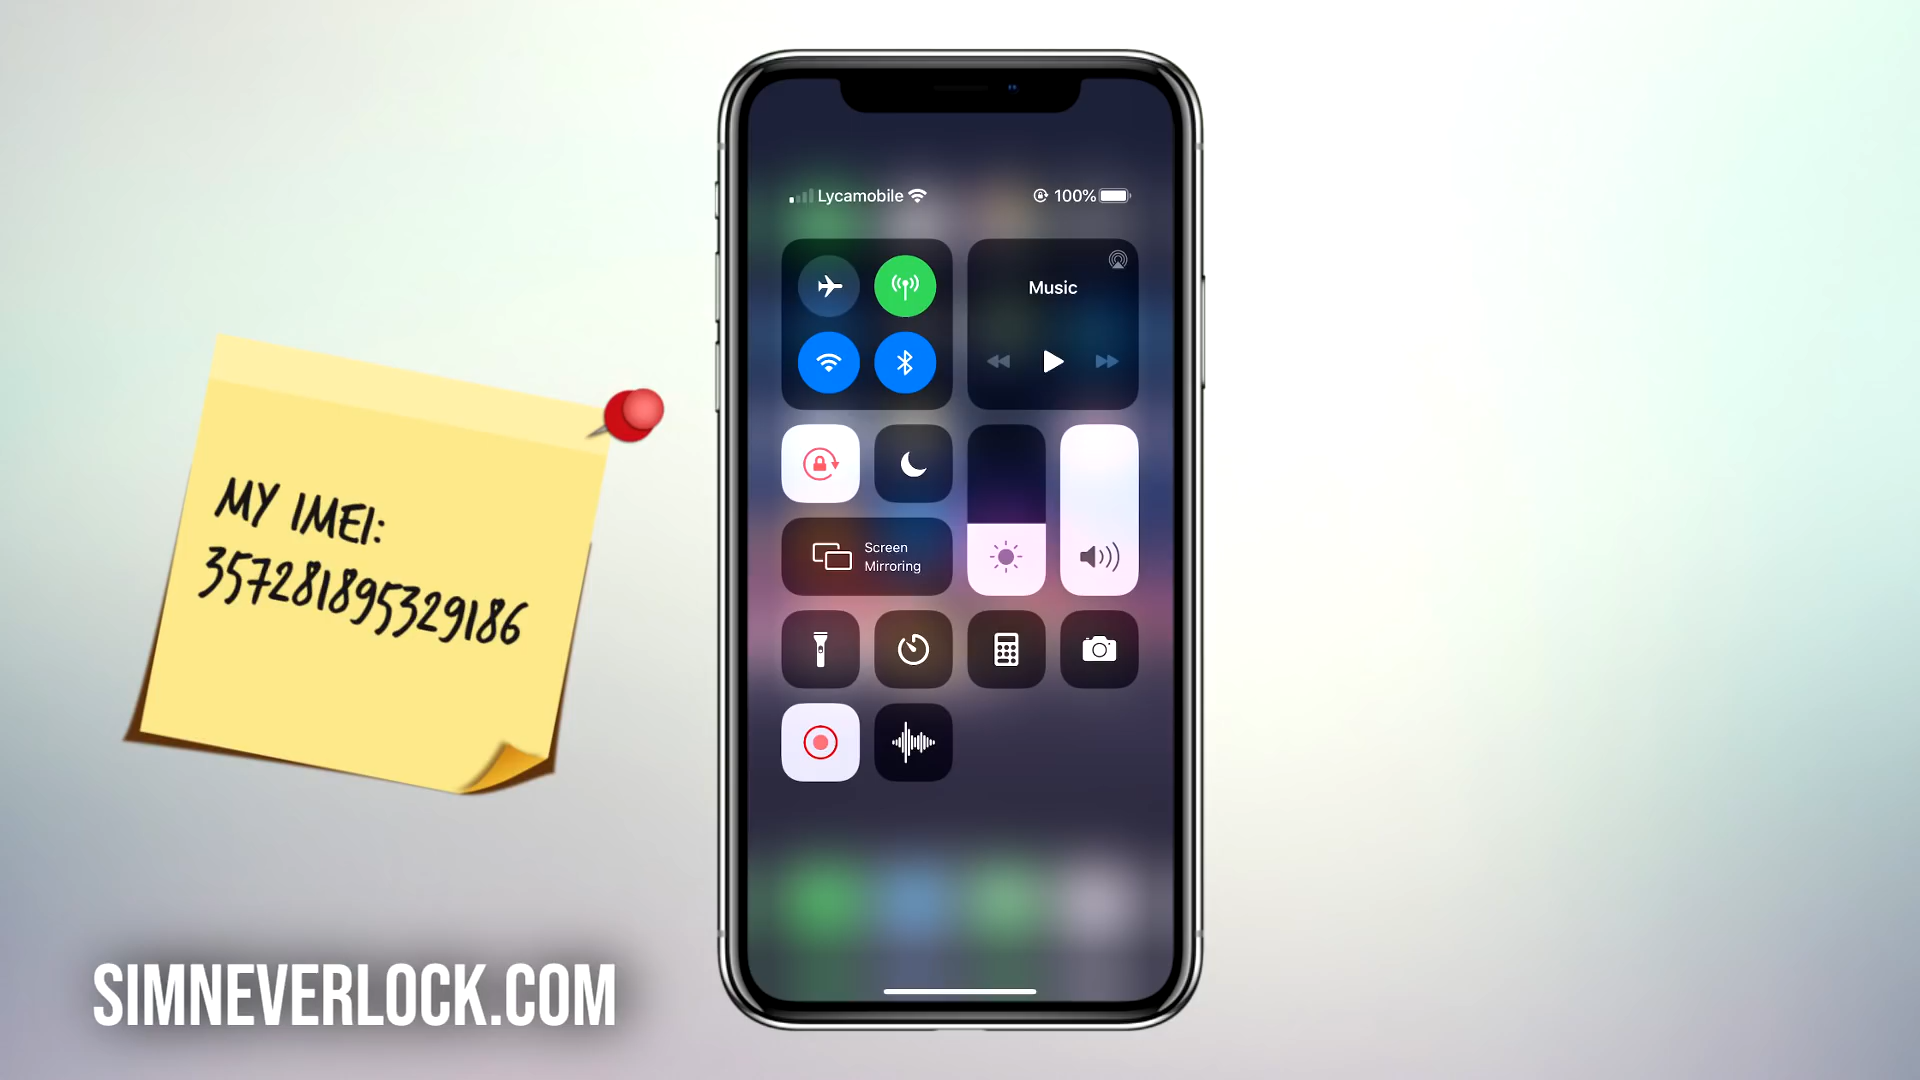 Lycamobile
100%
Music
MY IMEI:
357281895329186
Screen
Mirroring
SIMNEVERLOCK.COM